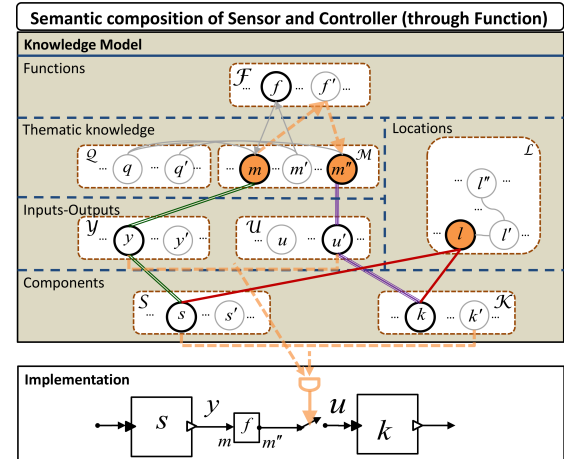 Semantic composition of Sensor and Controller (through Function)
Knowledge Model
Functions
ℱ
... f ... f' ...
Thematic knowledge
Locations
𝒬
... q ... q' ...
ℳ
... m ... m' ... m'' ...
ℒ
... l'' ...
...
... l ... l' ...
Inputs-Outputs
𝒴
... y ... y' ...
𝒰
... u ... u' ...
Components
S
... s ... s' ...
𝒦
... k ... k' ...
Implementation
s
y
m
f
m''
u
k